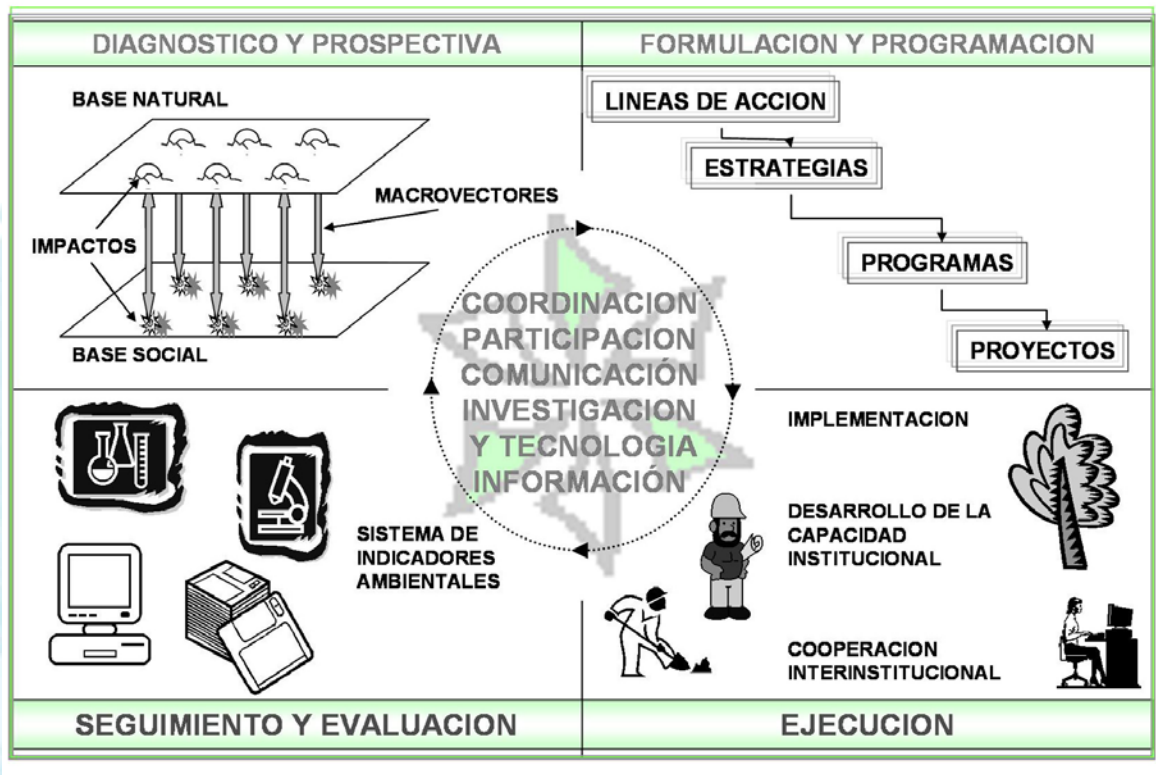 DIAGNOSTICO Y PROSPECTIVA
FORMULACION Y PROGRAMACION
BASE NATURAL
MACROVECTORES
IMPACTOS
BASE SOCIAL
LINEAS DE ACCION
ESTRATEGIAS
PROGRAMAS
PROYECTOS
COORDINACION
PARTICIPACION
COMUNICACIÓN
INVESTIGACION
Y TECNOLOGIA
INFORMACIÓN
SISTEMA DE
INDICADORES
AMBIENTALES
IMPLEMENTACION
DESARROLLO DE LA
CAPACIDAD
INSTITUCIONAL
COOPERACION
INTERINSTITUCIONAL
SEGUIMIENTO Y EVALUACION
EJECUCION